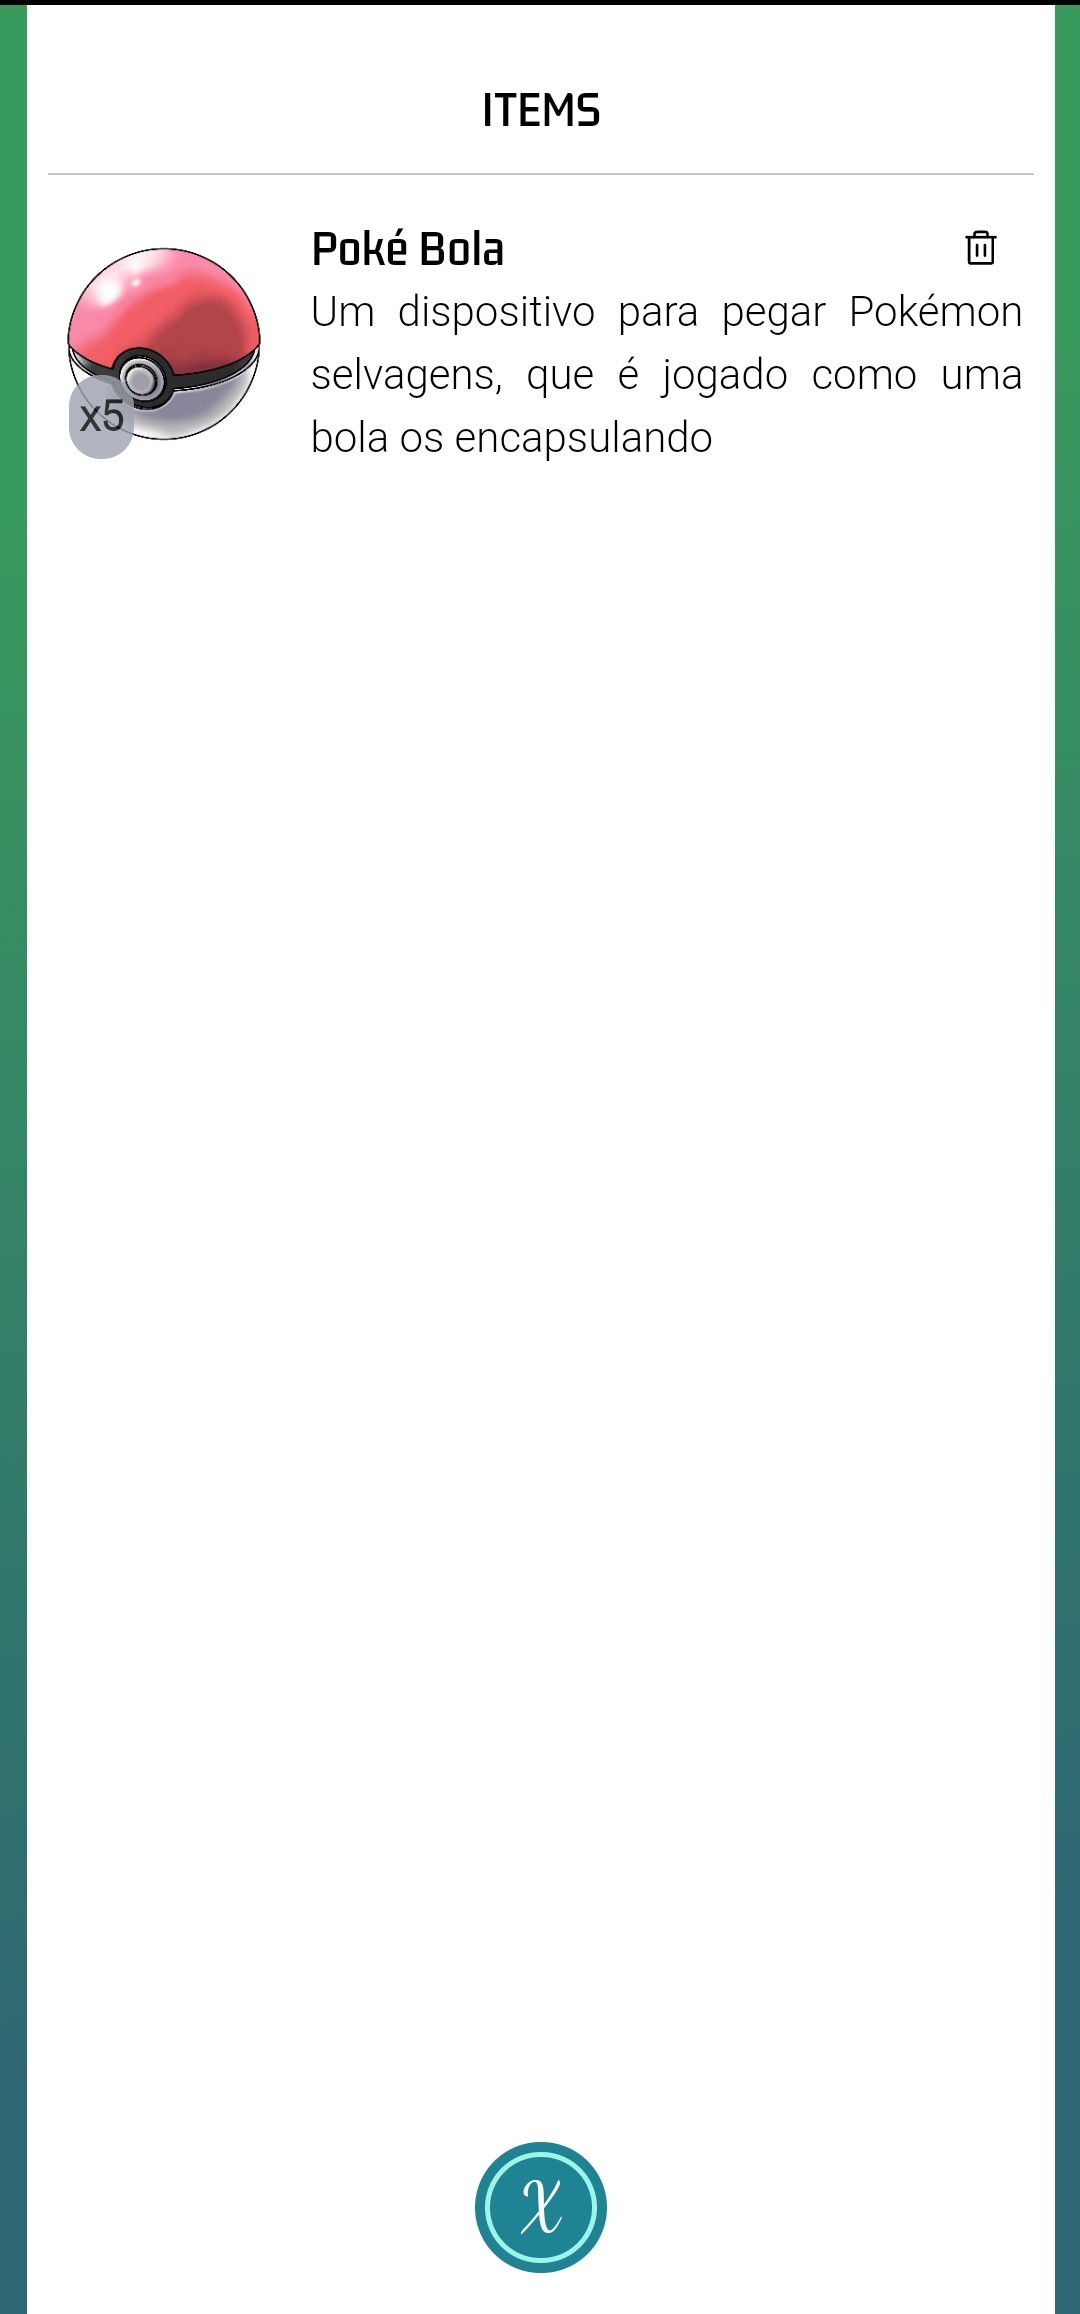 ITEMS
Poké Bola
Um dispositivo para pegar Pokémon
selvagens, que é jogado como uma
bola os encapsulando
x5
X